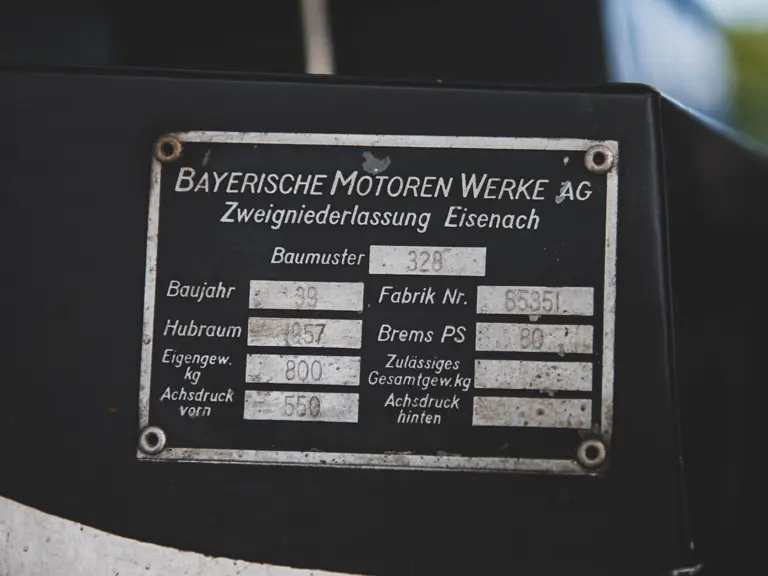 BAYERISCHE MOTOREN WERKE AG
Zweigniederlassung Eisenach
Baumuster 328
Baujahr 39 Fabrik Nr. 85351
Hubraum 1957 Brems PS 80
Eigengew. kg 800 Zulässiges Gesamtgew. kg
Achsdruck vorn 550 Achsdruck hinten